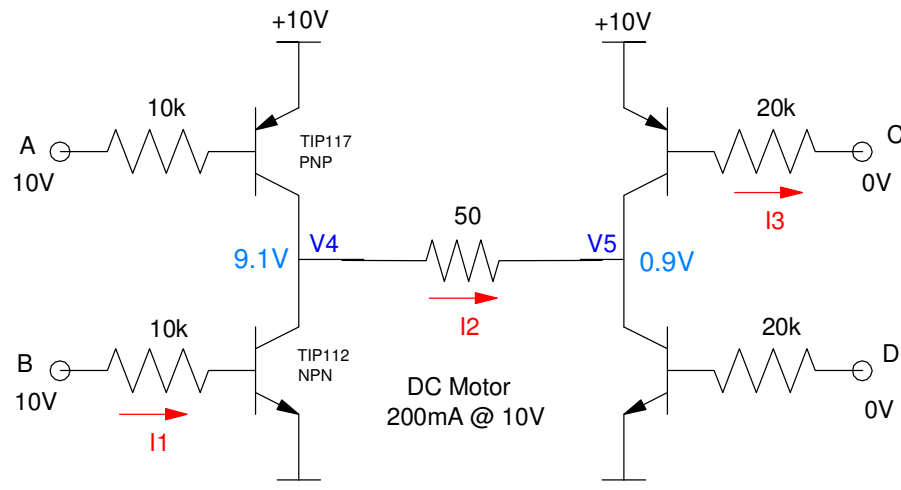 +10V
+10V
10k
20k
A
TIP117
PNP
C
10V
0V
50
I3
V4
V5
9.1V
0.9V
I2
10k
20k
B
TIP112
NPN
D
10V
DC Motor
0V
200mA @ 10V
I1